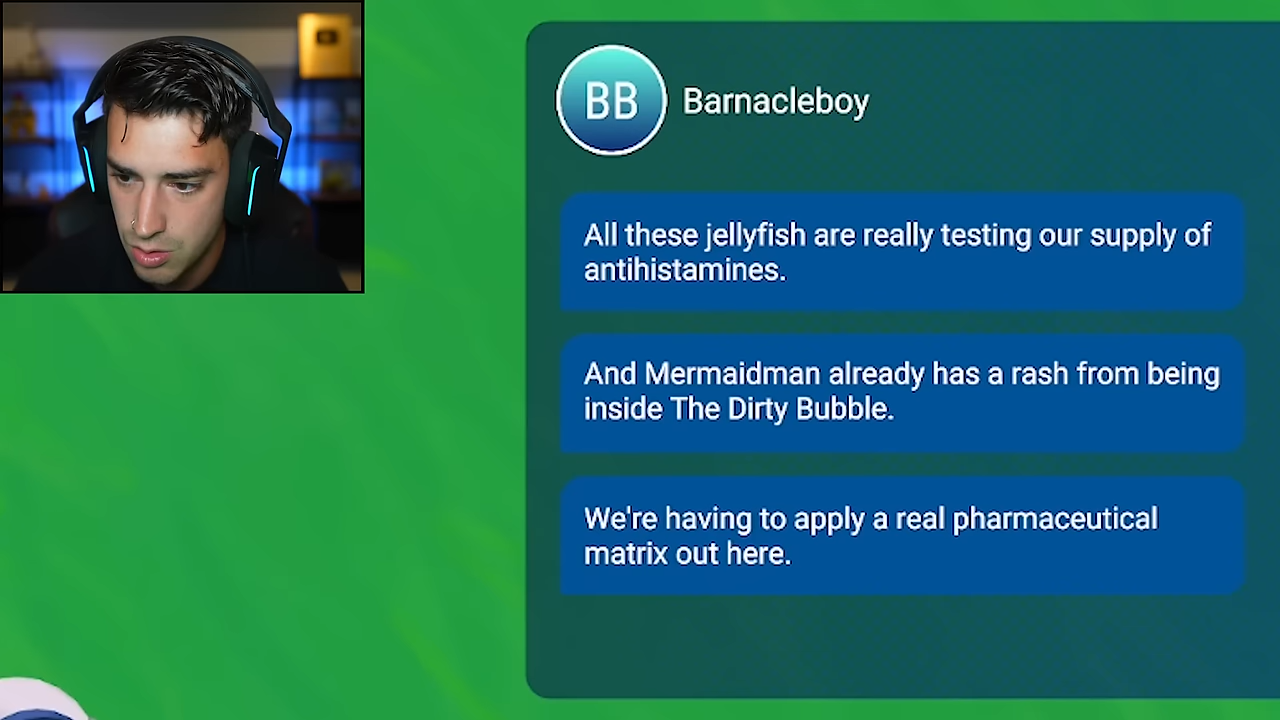 BB
Barnacleboy
All these jellyfish are really testing our supply of
antihistamines.
And Mermaidman already has a rash from being
inside The Dirty Bubble.
We're having to apply a real pharmaceutical
matrix out here.